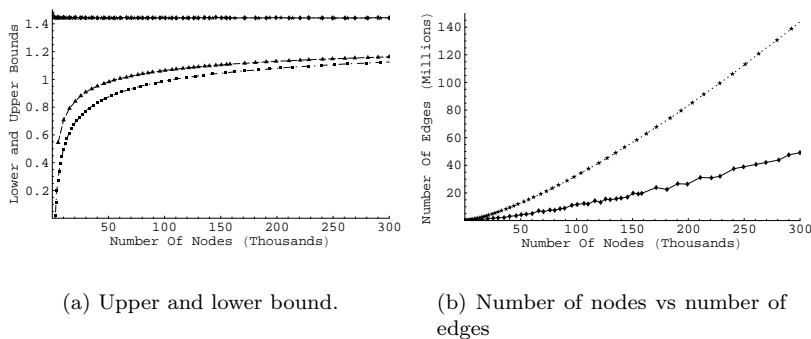 Lower and Upper Bounds
1.4
1.2
1
0.8
0.6
0.4
0.2
50 100 150 200 250 300
Number Of Nodes (Thousands)
(a) Upper and lower bound.
Number Of Edges (Millions)
140
120
100
80
60
40
20
50 100 150 200 250 300
Number Of Nodes (Thousands)
(b) Number of nodes vs number of
edges